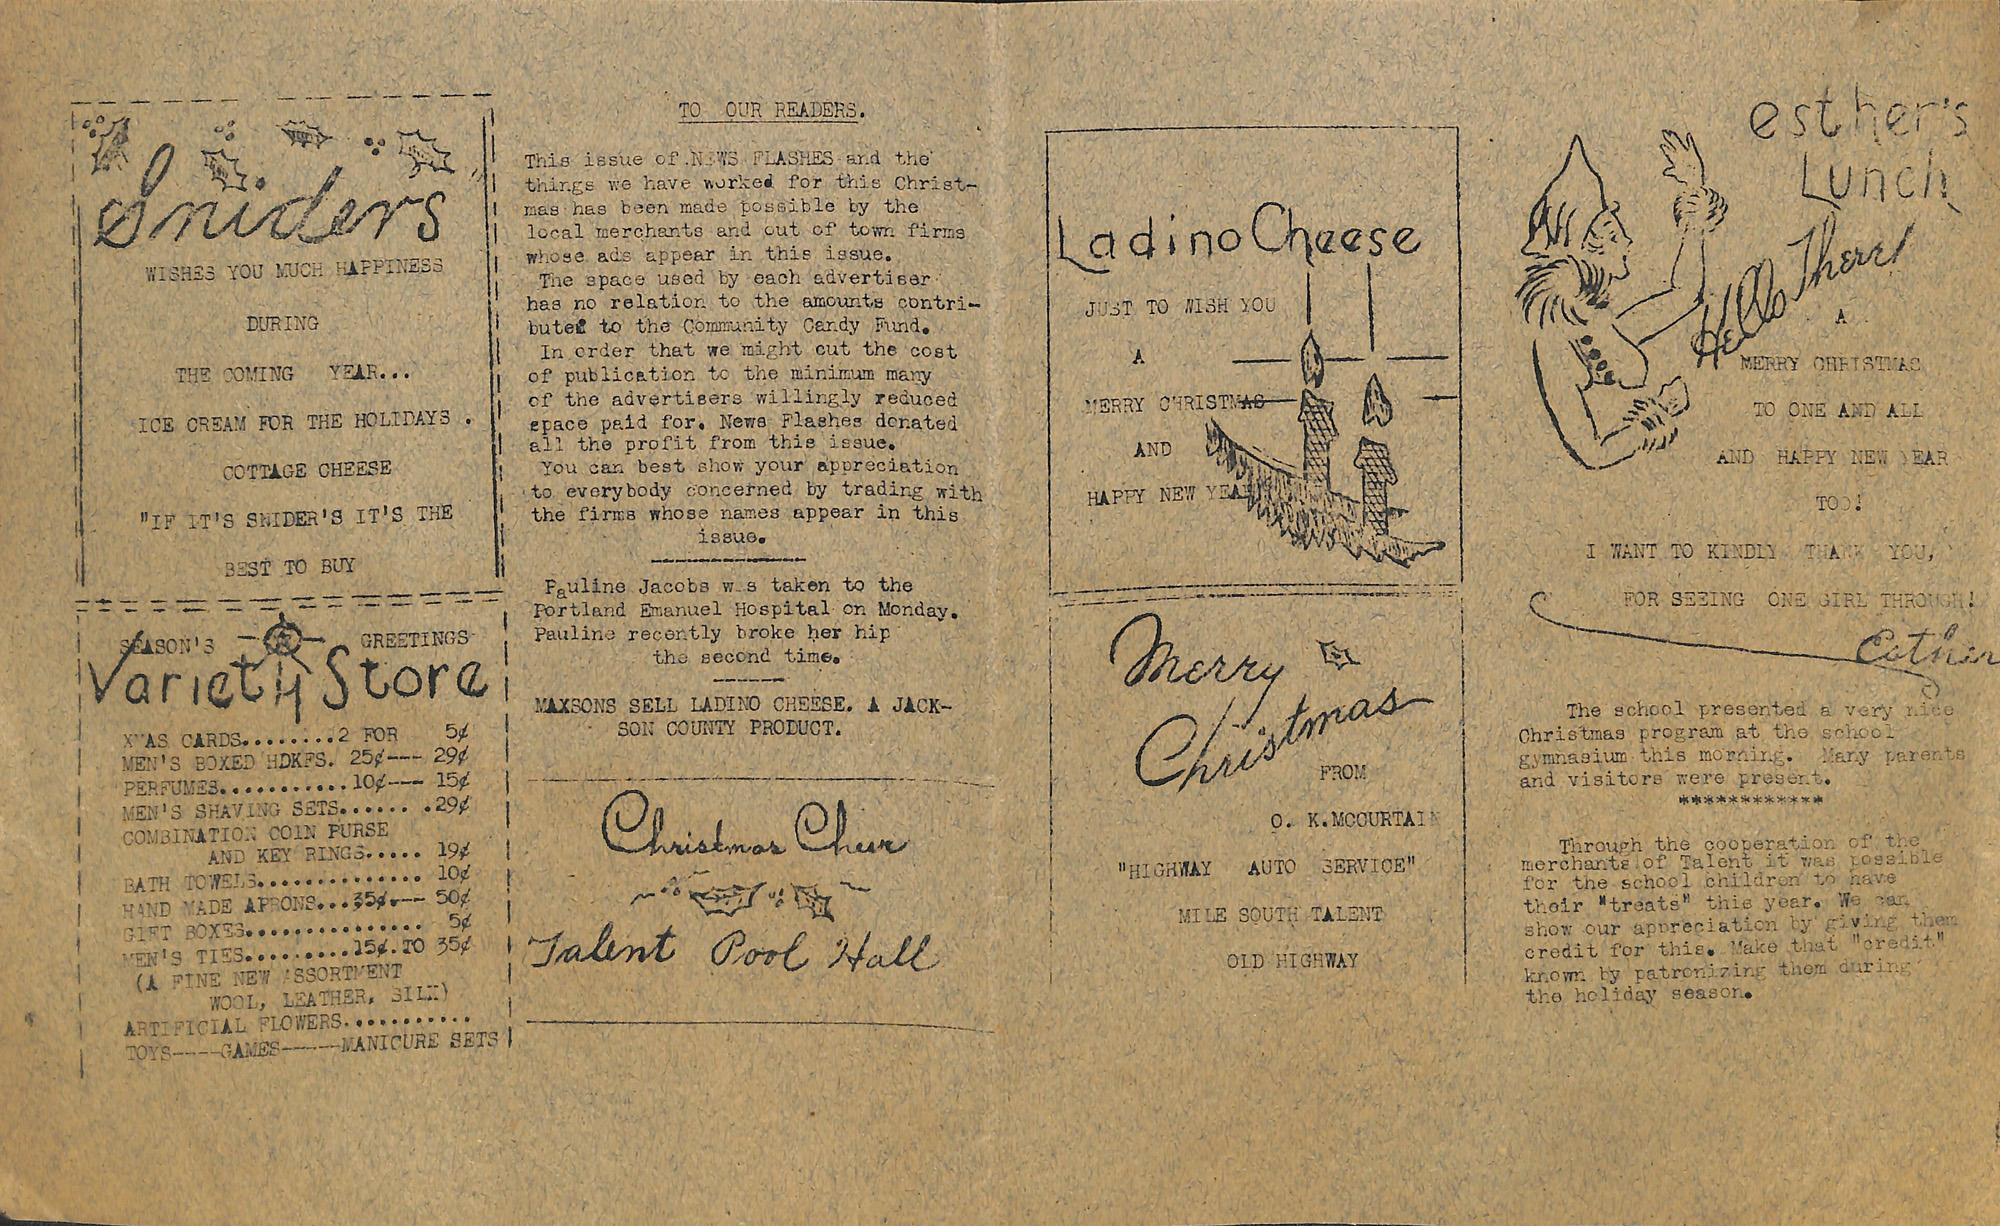 Sniders
WISHES YOU MUCH HAPPINESS
DURING
THE COMING YEAR...
ICE CREAM FOR THE HOLIDAYS .
COTTAGE CHEESE
"IF IT'S SNIDER'S IT'S THE
BEST TO BUY
SEASON'S GREETINGS
Variety Store
X AS CARDS........2 FOR 5¢
MEN'S BOXED HDKFS. 25¢--- 29¢
PERFUMES...........10¢--- 15¢
MEN'S SHAVING SETS...... .29¢
COMBINATION COIN PURSE
AND KEY RINGS..... 19¢
BATH TOWELS............... 10¢
HAND MADE APRONS...35¢.-- 50¢
GIFT BOXES................ 5¢
MEN'S TIES..........15¢.TO 35¢
(A FINE NEW ASSORTMENT
WOOL, LEATHER, SILK)
ARTIFICIAL FLOWERS...........
TOYS----GAMES-----MANICURE SETS
TO OUR READERS.
This issue of NEWS FLASHES and the
things we have worked for this Christ-
mas has been made possible by the
local merchants and out of town firms
whose ads appear in this issue.
The space used by each advertiser
has no relation to the amounts contri-
buted to the Community Candy Fund.
In order that we might cut the cost
of publication to the minimum many
of the advertisers willingly reduced
space paid for. News Flashes donated
all the profit from this issue.
You can best show your appreciation
to everybody concerned by trading with
the firms whose names appear in this
issue.
Pauline Jacobs w s taken to the
Portland Emanuel Hospital on Monday.
Pauline recently broke her hip
the second time.
MAXSONS SELL LADINO CHEESE. A JACK-
SON COUNTY PRODUCT.
Christmas Cheer
Talent Pool Hall
Ladino Cheese
JUST TO WISH YOU
A
MERRY CHRISTMAS
AND
HAPPY NEW YEAR
Merry
Christmas
FROM
O. K.MCCURTAIN
"HIGHWAY AUTO SERVICE"
MILE SOUTH TALENT
OLD HIGHWAY
esther's
Lunch
Hello There!
A
MERRY CHRISTMAS
TO ONE AND ALL
AND HAPPY NEW YEAR
TOO!
I WANT TO KINDLY THANK YOU,
FOR SEEING ONE GIRL THROUGH!
Esther
The school presented a very nice
Christmas program at the school
gymnasium this morning. Many parents
and visitors were present.
************
Through the cooperation of the
merchants of Talent it was possible
for the school children to have
their "treats" this year. We can
show our appreciation by giving them
credit for this. Make that "credit"
known by patronizing them during
the holiday season.